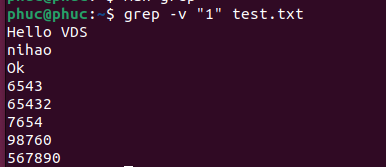 phuc@phuc:~$ grep -v "1" test.txt
Hello VDS
nihao
Ok
6543
65432
7654
98760
567890